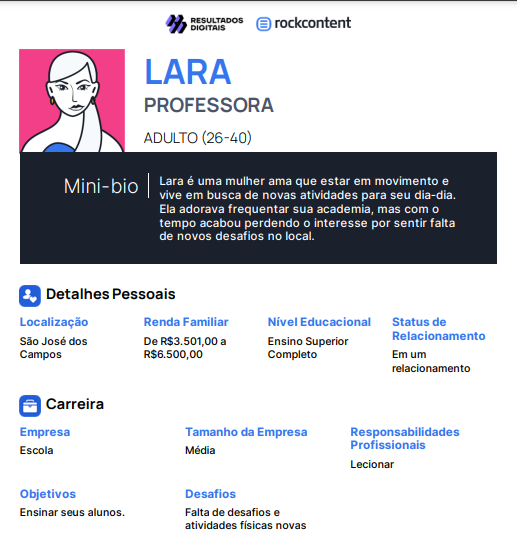 RESULTADOS
DIGITAIS
rockcontent
LARA
PROFESSORA
ADULTO (26-40)
Mini-bio
Lara é uma mulher ama que estar em movimento e
vive em busca de novas atividades para seu dia-dia.
Ela adorava frequentar sua academia, mas com o
tempo acabou perdendo o interesse por sentir falta
de novos desafios no local.
Detalhes Pessoais
Localização
São José dos
Campos
Renda Familiar
De R$3.501,00 a
R$6.500,00
Nível Educacional
Ensino Superior
Completo
Status de
Relacionamento
Em um
relacionamento
Carreira
Empresa
Escola
Tamanho da Empresa
Média
Responsabilidades
Profissionais
Lecionar
Objetivos
Ensinar seus alunos.
Desafios
Falta de desafios e
atividades físicas novas